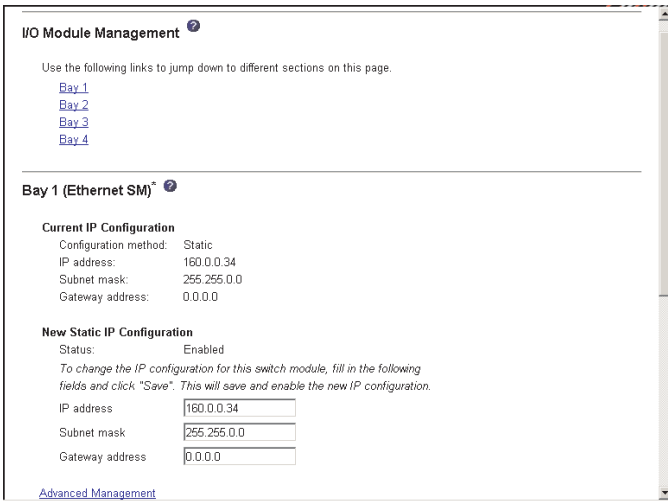 I/O Module Management ?
Use the following links to jump down to different sections on this page.
Bay 1
Bay 2
Bay 3
Bay 4
Bay 1 (Ethernet SM)* ?
Current IP Configuration
Configuration method: Static
IP address: 160.0.0.34
Subnet mask: 255.255.0.0
Gateway address: 0.0.0.0
New Static IP Configuration
Status: Enabled
To change the IP configuration for this switch module, fill in the following
fields and click "Save". This will save and enable the new IP configuration.
IP address 160.0.0.34
Subnet mask 255.255.0.0
Gateway address 0.0.0.0
Advanced Management